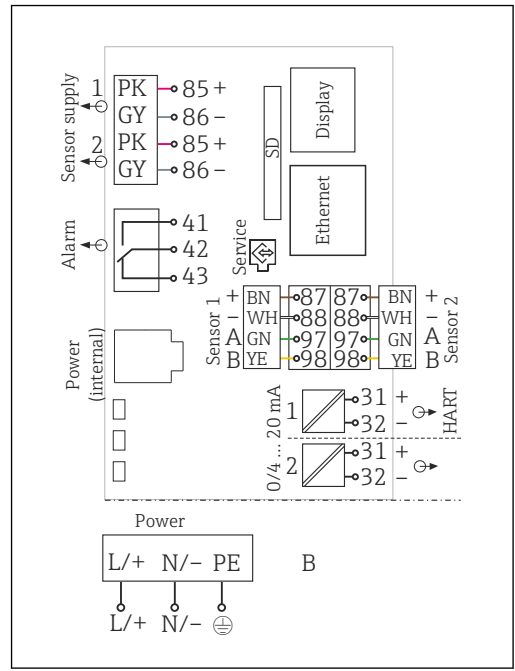 Sensor supply
1 PK 85 +
GY 86 –
2 PK 85 +
GY 86 –
Display
SD
Ethernet
Alarm
41
42
43
Service
Power
(internal)
Sensor 1
+ BN 87 87 BN +
– WH 88 88 WH –
A GN 97 97 GN A
B YE 98 98 YE B
Sensor 2
0/4 ... 20 mA
1 31 +
32 –
HART
2 31 +
32 –
Power
L/+ N/– PE
B
L/+ N/–